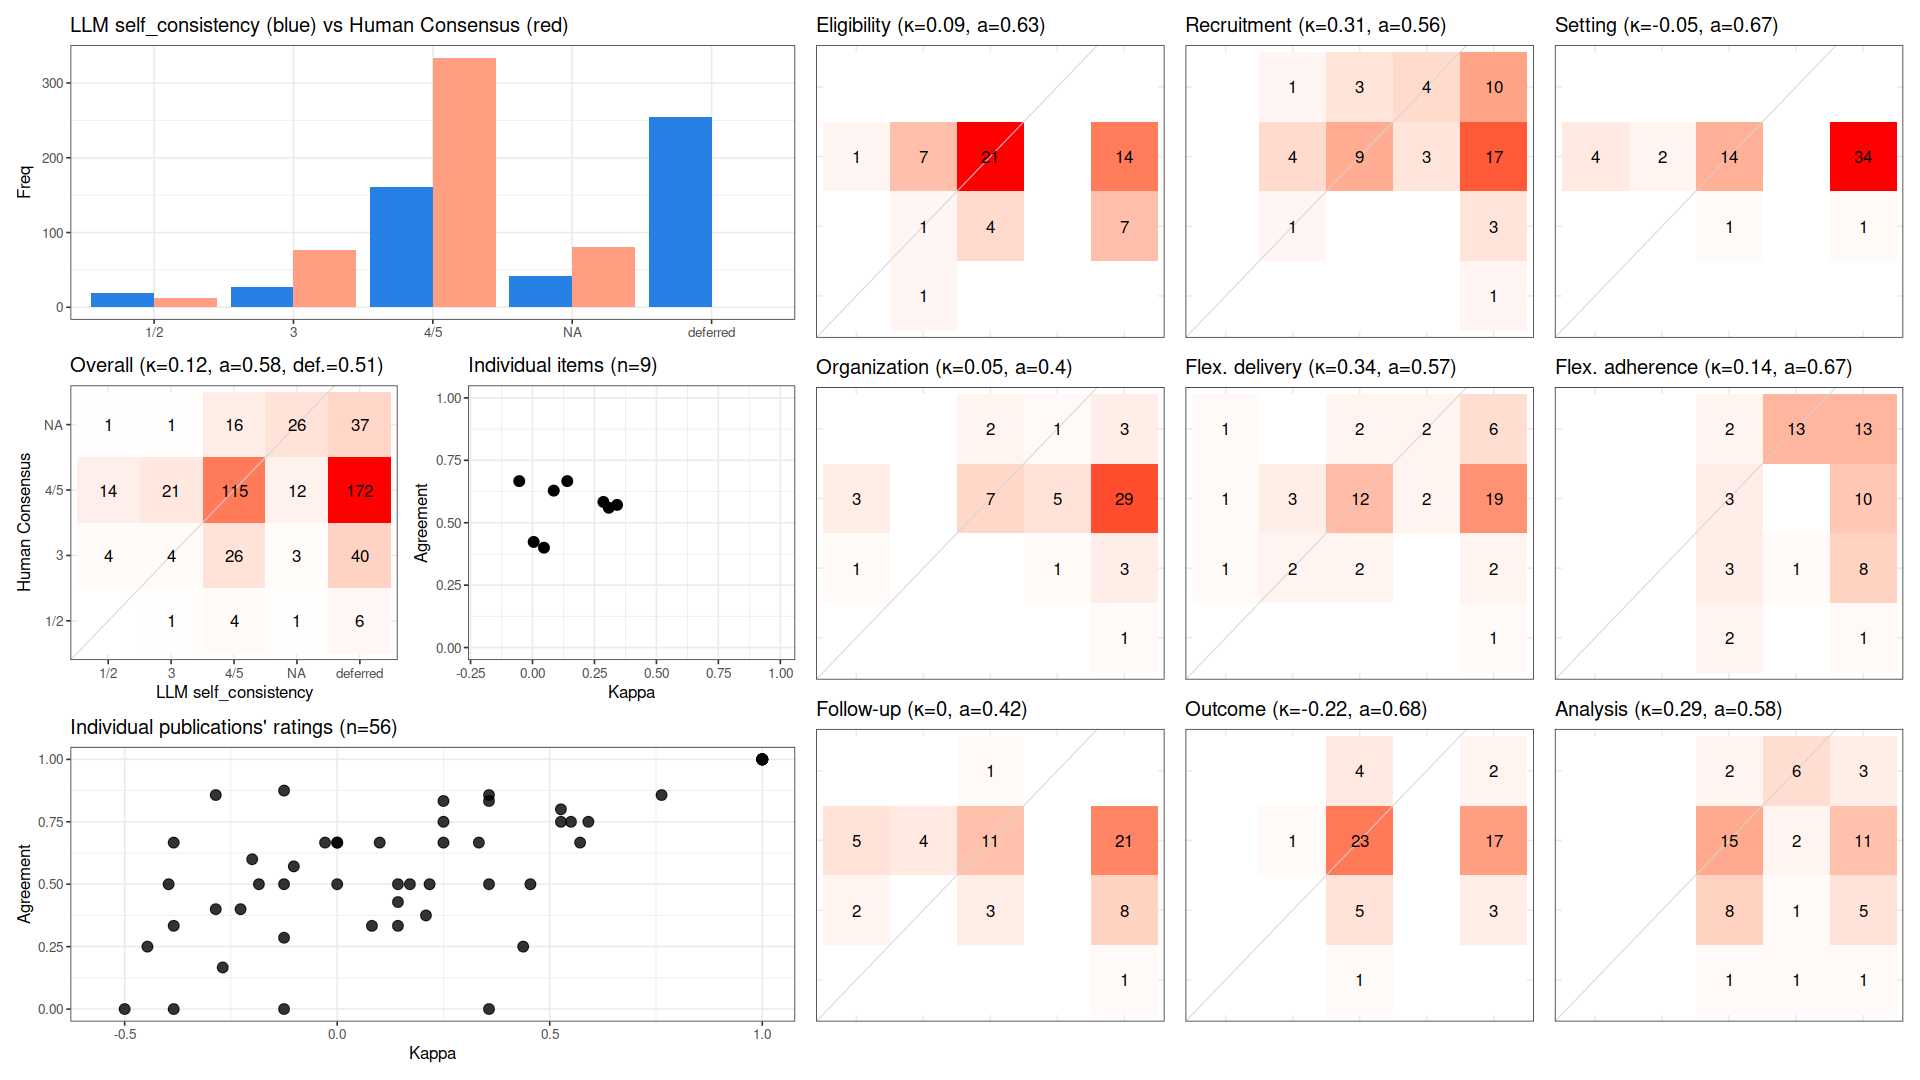 LLM self_consistency (blue) vs Human Consensus (red)
Freq
300
200
100
0
1/2 3 4/5 NA deferred
Overall (κ=0.12, a=0.58, def.=0.51)
Human Consensus
NA 1 1 16 26 37
4/5 14 21 115 12 172
3 4 4 26 3 40
1/2 1 4 1 6
1/2 3 4/5 NA deferred
LLM self_consistency
Individual items (n=9)
Agreement
1.00
0.75
0.50
0.25
0.00
-0.25 0.00 0.25 0.50 0.75 1.00
Kappa
Individual publications' ratings (n=56)
Agreement
1.00
0.75
0.50
0.25
0.00
-0.5 0.0 0.5 1.0
Kappa
Eligibility (κ=0.09, a=0.63)
1 7 21 14
1 4 7
1
Recruitment (κ=0.31, a=0.56)
1 3 4 10
4 9 3 17
1 3
1
Setting (κ=-0.05, a=0.67)
4 2 14 34
1 1
Organization (κ=0.05, a=0.4)
2 1 3
3 7 5 29
1 1 3
1
Flex. delivery (κ=0.34, a=0.57)
1 2 2 6
1 3 12 2 19
1 2 2 2
1
Flex. adherence (κ=0.14, a=0.67)
2 13 13
3 10
3 1 8
2 1
Follow-up (κ=0, a=0.42)
1
5 4 11 21
2 3 8
1
Outcome (κ=-0.22, a=0.68)
4 2
1 23 17
5 3
1
Analysis (κ=0.29, a=0.58)
2 6 3
15 2 11
8 1 5
1 1 1